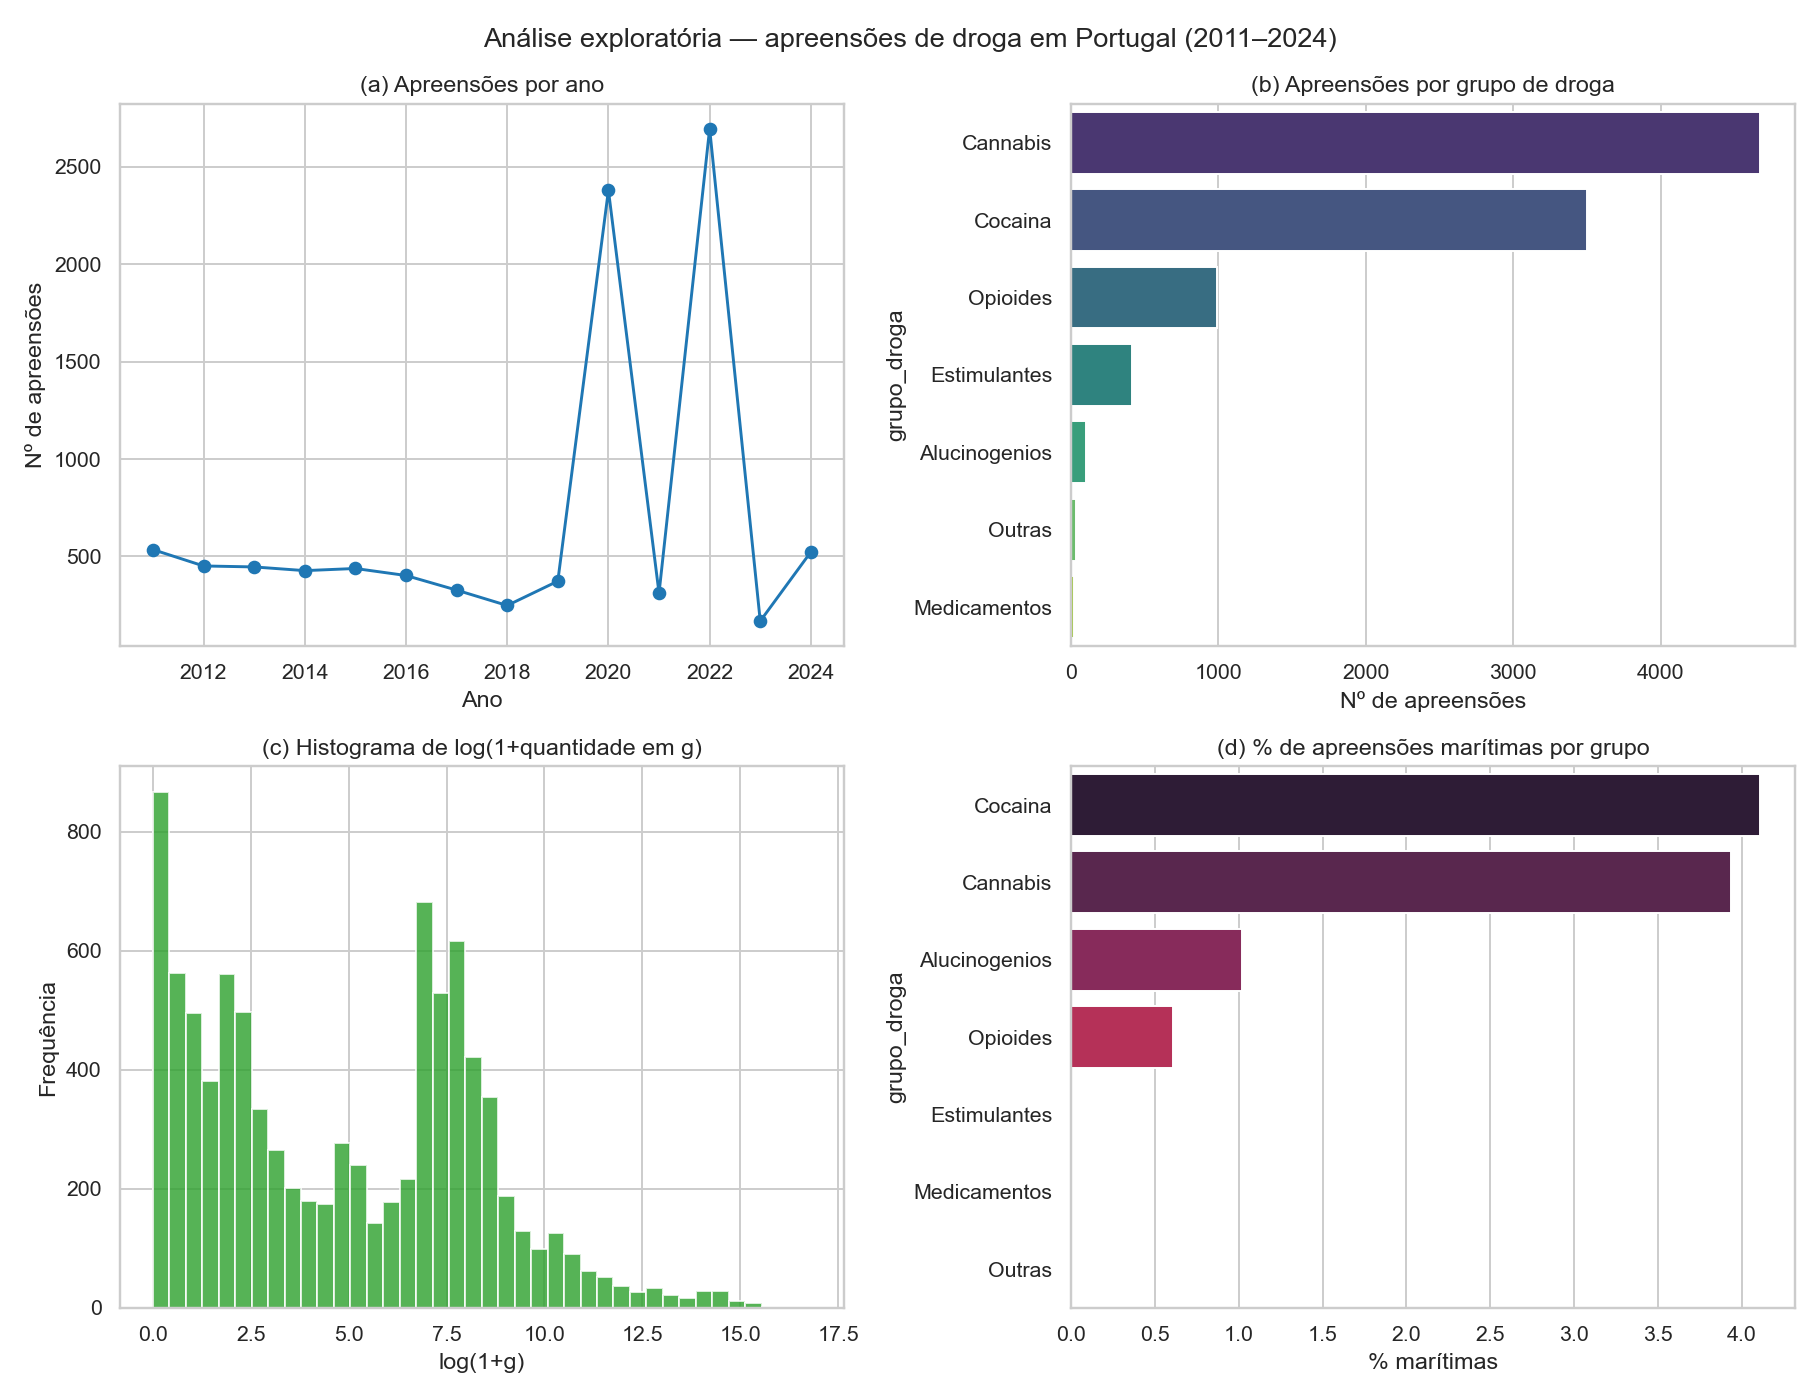 Análise exploratória — apreensões de droga em Portugal (2011–2024)
(a) Apreensões por ano
Nº de apreensões
2500
2000
1500
1000
500
2012 2014 2016 2018 2020 2022 2024
Ano
(b) Apreensões por grupo de droga
grupo_droga
Cannabis
Cocaina
Opioides
Estimulantes
Alucinogenios
Outras
Medicamentos
0 1000 2000 3000 4000
Nº de apreensões
(c) Histograma de log(1+quantidade em g)
Frequência
800
600
400
200
0
0.0 2.5 5.0 7.5 10.0 12.5 15.0 17.5
log(1+g)
(d) % de apreensões marítimas por grupo
grupo_droga
Cocaina
Cannabis
Alucinogenios
Opioides
Estimulantes
Medicamentos
Outras
0.0 0.5 1.0 1.5 2.0 2.5 3.0 3.5 4.0
% marítimas